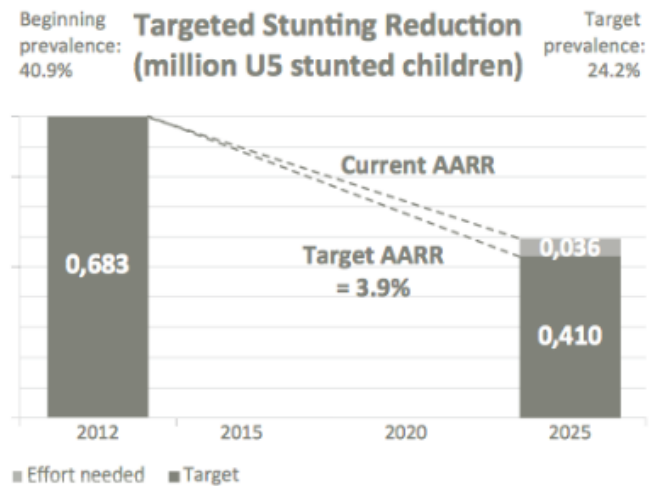 Beginning
prevalence:
40.9%
Targeted Stunting Reduction
(million U5 stunted children)
Target
prevalence:
24.2%
Current AARR
0,036
0,683
Target AARR
= 3.9%
0,410
2012 2015 2020 2025
Effort needed Target